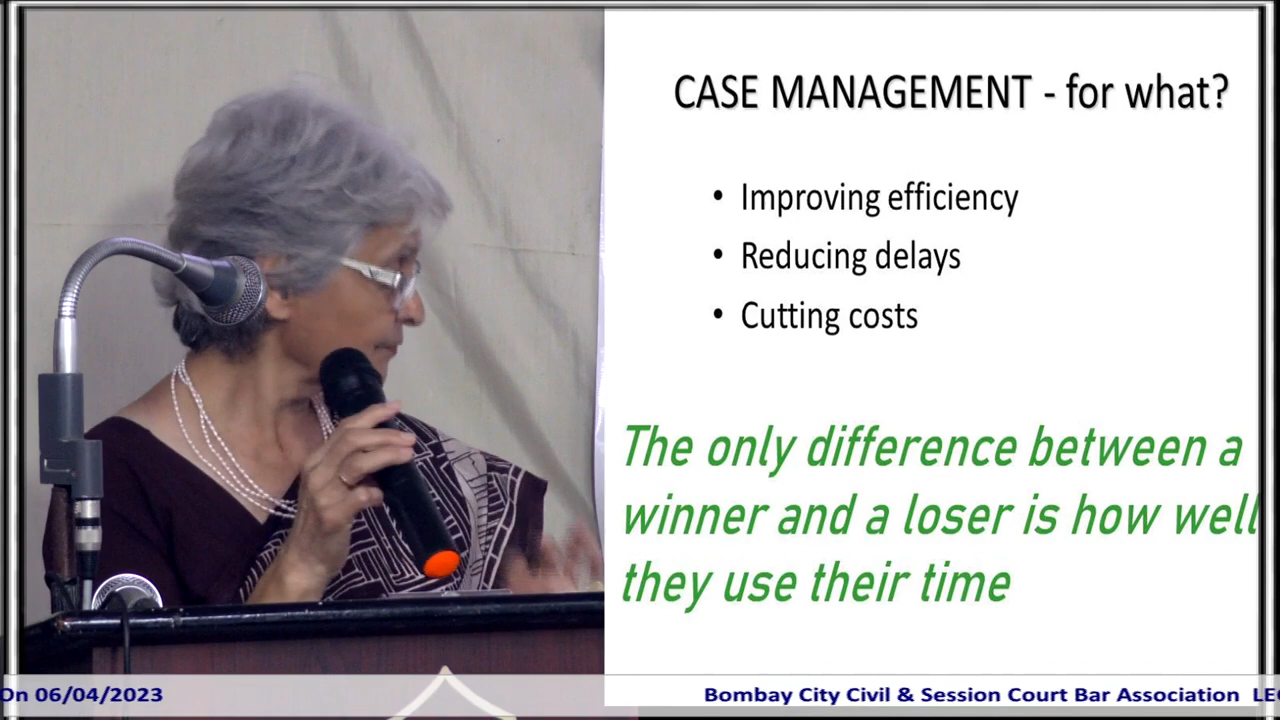 CASE MANAGEMENT - for what?
• Improving efficiency
• Reducing delays
• Cutting costs
The only difference between a
winner and a loser is how well
they use their time
On 06/04/2023
Bombay City Civil & Session Court Bar Association